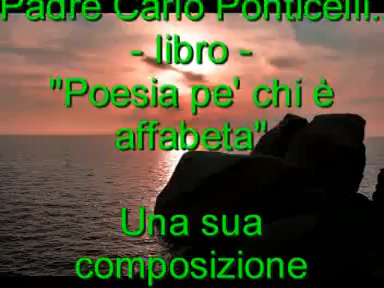 Padre Carlo Ponticelli.
- libro -
"Poesia pe' chi è
affabeta"
Una sua
composizione